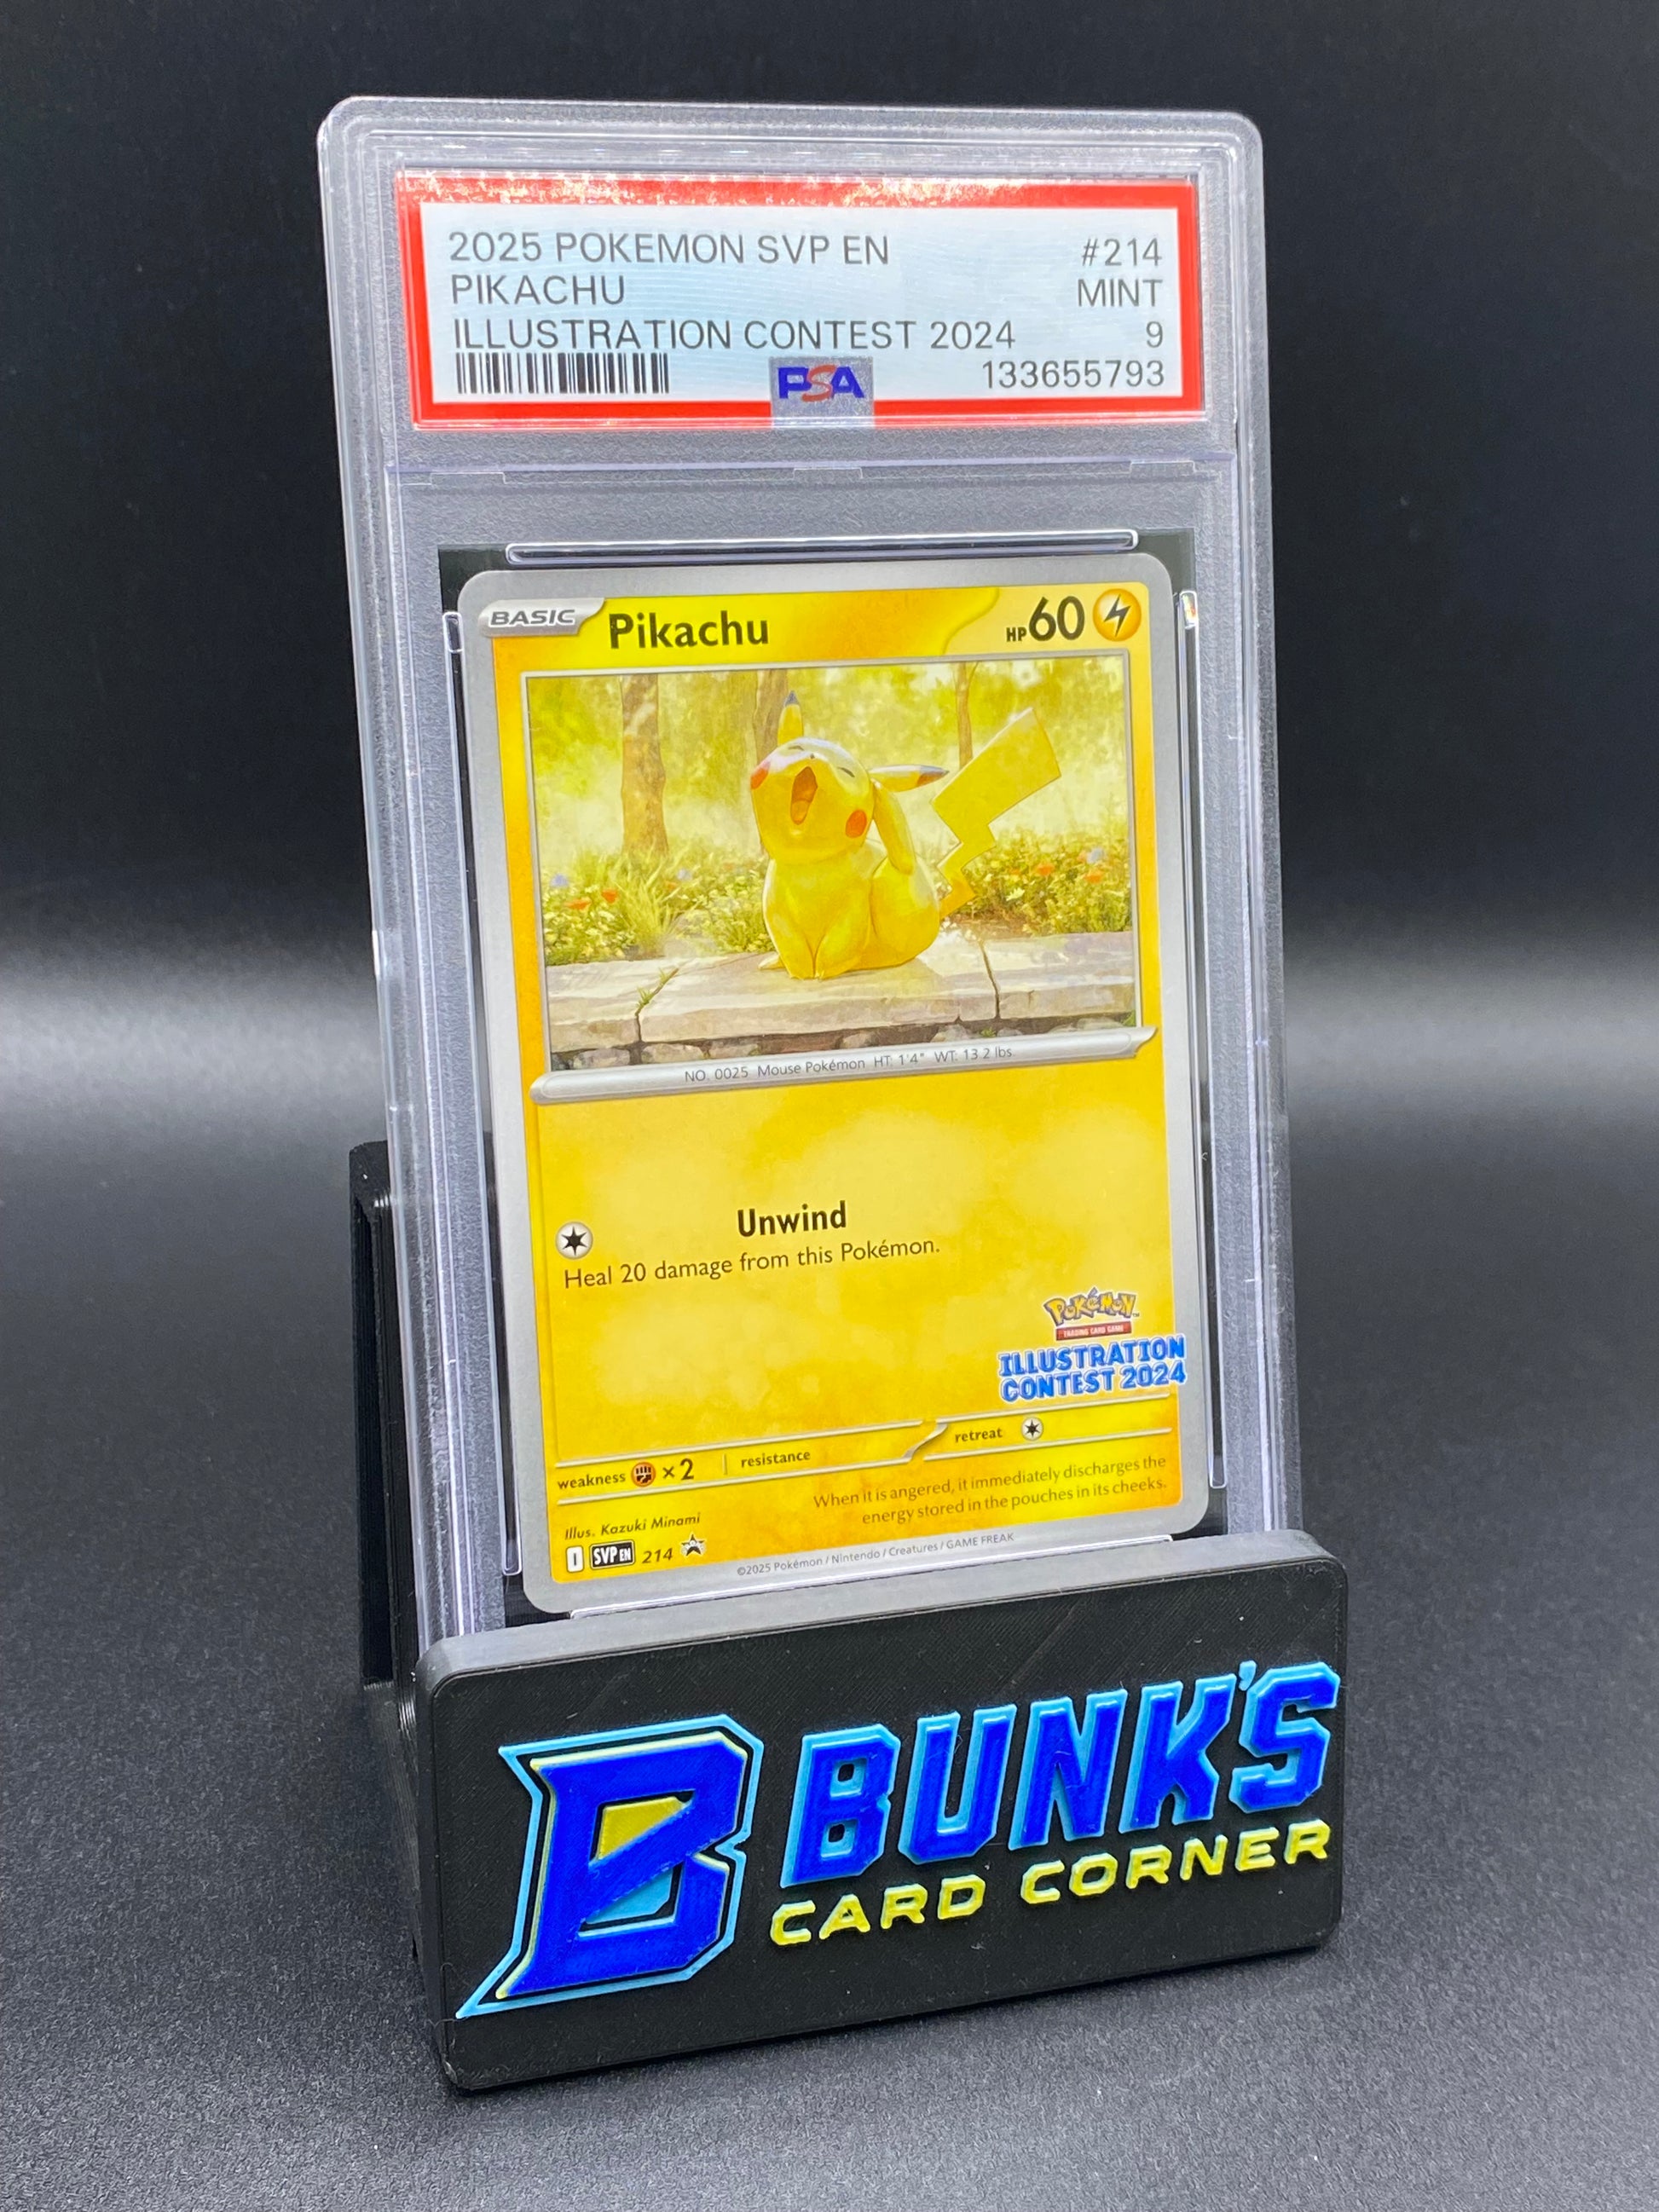 2025 POKEMON SVP EN #214
PIKACHU MINT
ILLUSTRATION CONTEST 2024 9
PSA 133655793
BASIC Pikachu HP 60
NO. 0025 Mouse Pokémon HT: 1'4" WT: 13.2 lbs
Unwind
Heal 20 damage from this Pokémon.
Pokémon
TRADING CARD GAME
ILLUSTRATION
CONTEST 2024
weakness ×2 resistance retreat
When it is angered, it immediately discharges the
energy stored in the pouches in its cheeks.
Illus. Kazuki Minami
I SVP EN 214
©2025 Pokémon / Nintendo / Creatures / GAME FREAK
B BUNK'S
CARD CORNER